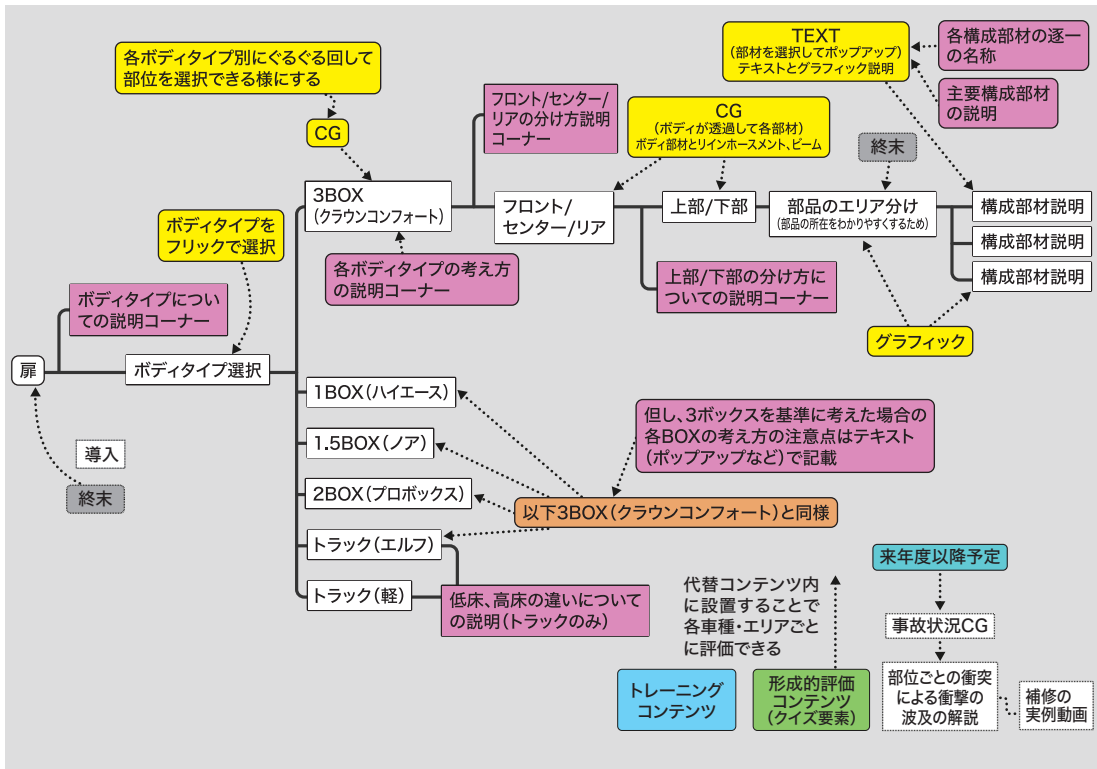 各ボディタイプ別にぐるぐる回して
部位を選択できる様にする
CG
ボディタイプを
フリックで選択
ボディタイプについ
ての説明コーナー
扉
ボディタイプ選択
導入
終末
3BOX
(クラウンコンフォート)
各ボディタイプの考え方
の説明コーナー
フロント/センター/
リアの分け方説明
コーナー
フロント/
センター/リア
CG
(ボディが透過して各部材)
ボディ部材とリインホースメント、ビーム
上部/下部
上部/下部の分け方に
ついての説明コーナー
TEXT
(部材を選択してポップアップ)
テキストとグラフィック説明
各構成部材の逐一
の名称
主要構成部材
の説明
終末
部品のエリア分け
(部品の所在をわかりやすくするため)
構成部材説明
構成部材説明
構成部材説明
グラフィック
1BOX(ハイエース)
1.5BOX(ノア)
2BOX(プロボックス)
トラック(エルフ)
トラック(軽)
但し、3ボックスを基準に考えた場合の
各BOXの考え方の注意点はテキスト
(ポップアップなど)で記載
以下3BOX(クラウンコンフォート)と同様
低床、高床の違いについて
の説明(トラックのみ)
代替コンテンツ内
に設置することで
各車種・エリアごと
に評価できる
トレーニング
コンテンツ
形成的評価
コンテンツ
(クイズ要素)
来年度以降予定
事故状況CG
部位ごとの衝突
による衝撃の
波及の解説
補修の
実例動画